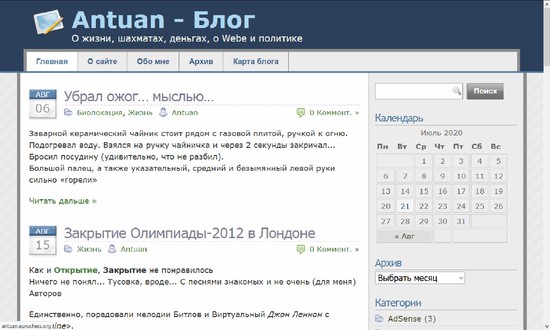 Antuan - Блог
О жизни, шахматах, деньгах, о Webe и политике
Главная О сайте Обо мне Архив Карта блога
АВГ
06
Убрал ожог... мыслью...
Биолокация, Жизнь Antuan 0 Коммент. »
Заварной керамический чайник стоит рядом с газовой плитой, ручкой к огню.
Подогревал воду. Взялся на ручку чайничка и через 2 секунды закричал...
Бросил посудину (удивительно, что не разбил).
Большой палец, а также указательный, средний и безымянный левой руки
сильно «горели»
Читать дальше »
АВГ
15
Закрытие Олимпиады-2012 в Лондоне
Жизнь Antuan 0 Коммент. »
Как и Открытие, Закрытие не понравилось
Ничего не понял... Тусовка, вроде... С песнями знакомых и не очень (для меня)
Авторов
Единственно, порадовали мелодии Битлов и Виртуальный Джон Леннон с
antuan.euruchess.org
Поиск
Календарь
Июль 2020
Пн Вт Ср Чт Пт Сб Вс
1 2 3 4 5
6 7 8 9 10 11 12
13 14 15 16 17 18 19
20 21 22 23 24 25 26
27 28 29 30 31
« Авг
Архив
Выбрать месяц
Категории
AdSense (3)